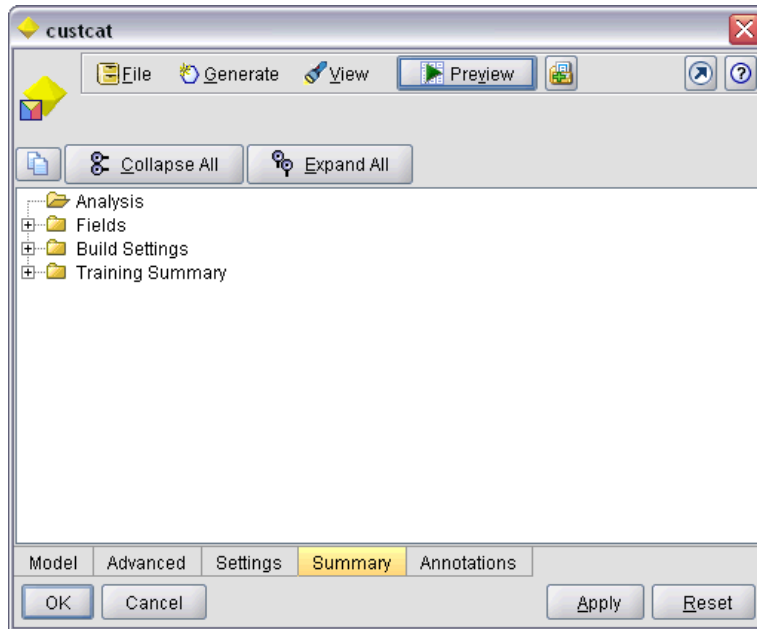 custcat
File Generate View Preview
Collapse All Expand All
Analysis
Fields
Build Settings
Training Summary
Model Advanced Settings Summary Annotations
OK Cancel Apply Reset